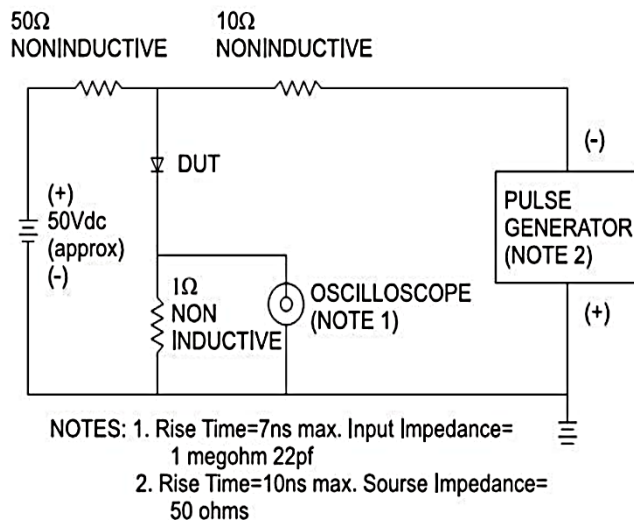 50Ω
NONINDUCTIVE
10Ω
NONINDUCTIVE
DUT
(+)
50Vdc
(approx)
(-)
1Ω
NON
INDUCTIVE
OSCILLOSCOPE
(NOTE 1)
(-)
PULSE
GENERATOR
(NOTE 2)
(+)
NOTES: 1. Rise Time=7ns max. Input Impedance=
1 megohm 22pf
2. Rise Time=10ns max. Sourse Impedance=
50 ohms